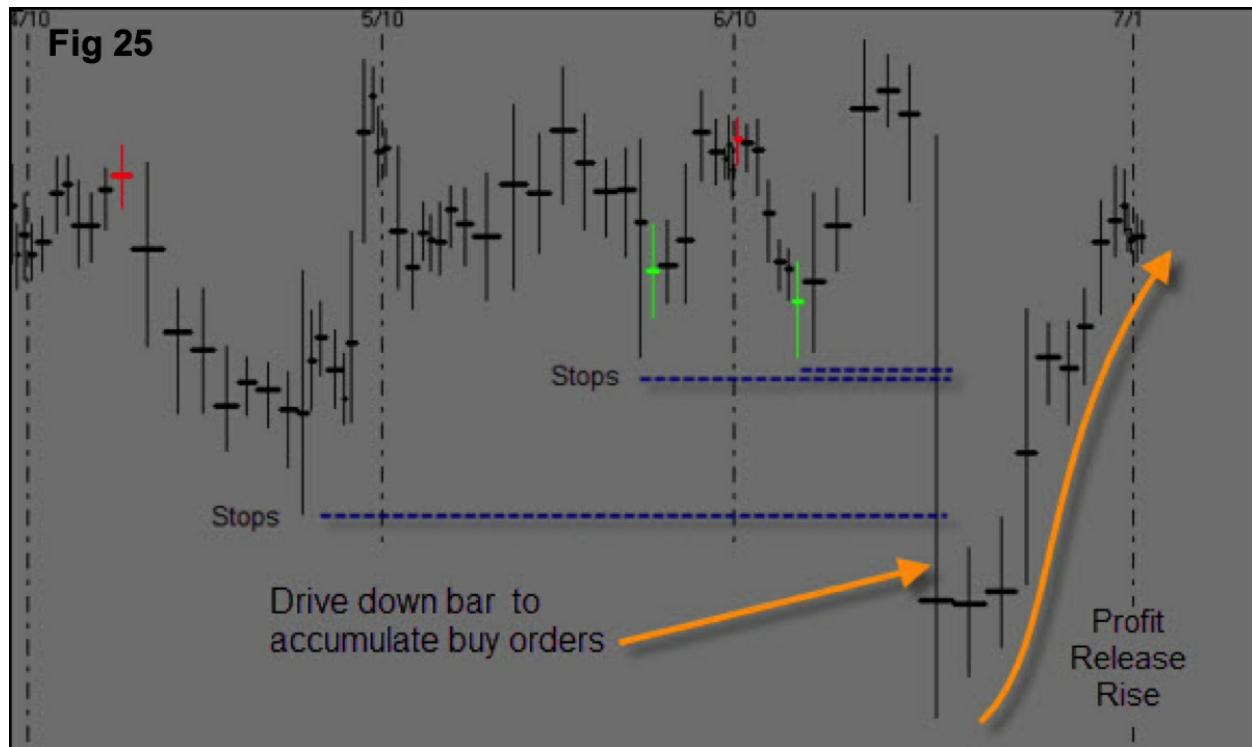 4/10 5/10 6/10 7/1
Fig 25
Stops
Stops
Drive down bar to
accumulate buy orders
Profit
Release
Rise